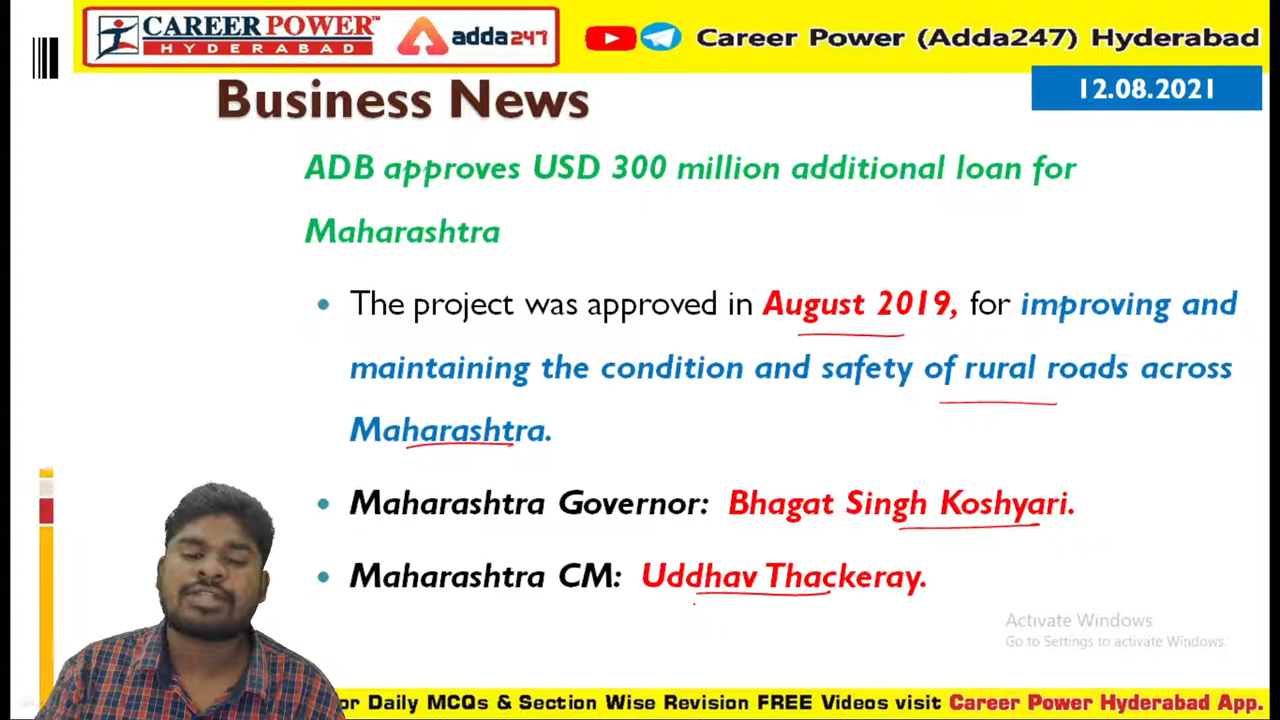 CAREER POWER™
HYDERABAD
adda247
Career Power (Adda247) Hyderabad
Business News
12.08.2021
ADB approves USD 300 million additional loan for
Maharashtra
• The project was approved in August 2019, for improving and
maintaining the condition and safety of rural roads across
Maharashtra.
• Maharashtra Governor: Bhagat Singh Koshyari.
• Maharashtra CM: Uddhav Thackeray.
Activate Windows
Go to Settings to activate Windows.
or Daily MCQs & Section Wise Revision FREE Videos visit Career Power Hyderabad App.